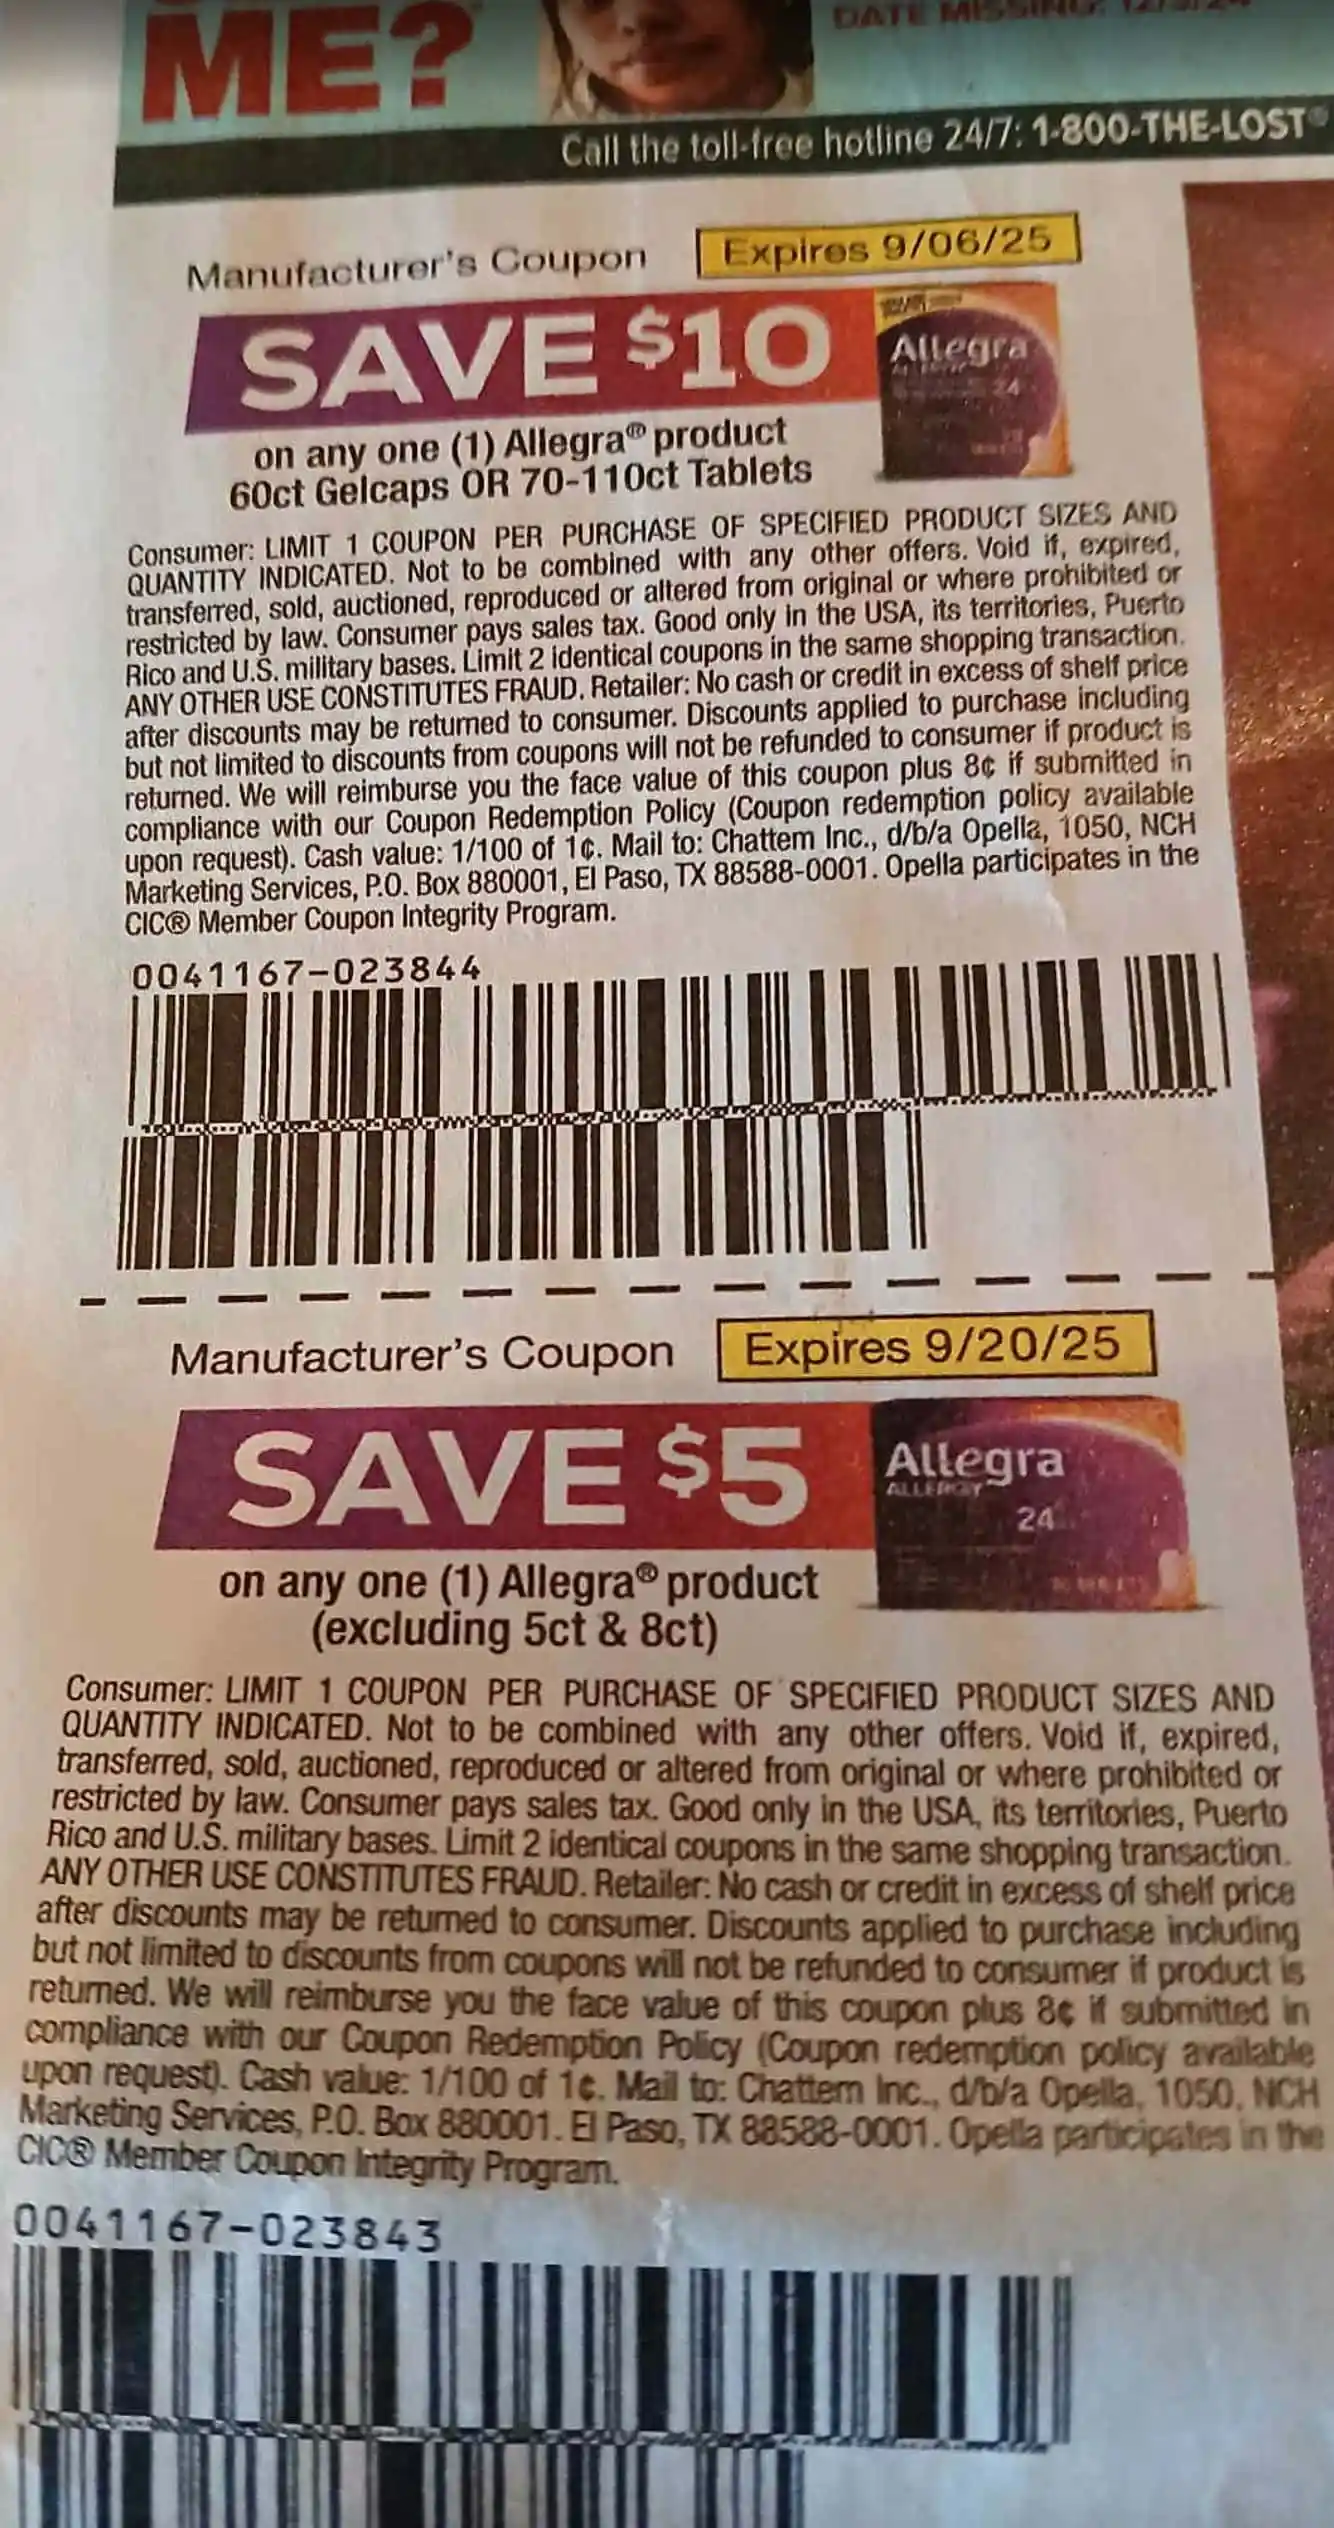 ME?
DATE MISSING: 12/3/24
Call the toll-free hotline 24/7: 1-800-THE-LOST®
Manufacturer's Coupon
Expires 9/06/25
SAVE $10
Allegra
24
on any one (1) Allegra® product
60ct Gelcaps OR 70-110ct Tablets
Consumer: LIMIT 1 COUPON PER PURCHASE OF SPECIFIED PRODUCT SIZES AND
QUANTITY INDICATED. Not to be combined with any other offers. Void if, expired,
transferred, sold, auctioned, reproduced or altered from original or where prohibited or
restricted by law. Consumer pays sales tax. Good only in the USA, its territories, Puerto
Rico and U.S. military bases. Limit 2 identical coupons in the same shopping transaction.
ANY OTHER USE CONSTITUTES FRAUD. Retailer: No cash or credit in excess of shelf price
after discounts may be returned to consumer. Discounts applied to purchase including
but not limited to discounts from coupons will not be refunded to consumer if product is
returned. We will reimburse you the face value of this coupon plus 8¢ if submitted in
compliance with our Coupon Redemption Policy (Coupon redemption policy available
upon request). Cash value: 1/100 of 1¢. Mail to: Chattem Inc., d/b/a Opella, 1050, NCH
Marketing Services, P.O. Box 880001, El Paso, TX 88588-0001. Opella participates in the
CIC® Member Coupon Integrity Program.
0041167-023844
Manufacturer's Coupon
Expires 9/20/25
SAVE $5
Allegra
ALLERGY
24
on any one (1) Allegra® product
(excluding 5ct & 8ct)
Consumer: LIMIT 1 COUPON PER PURCHASE OF SPECIFIED PRODUCT SIZES AND
QUANTITY INDICATED. Not to be combined with any other offers. Void if, expired,
transferred, sold, auctioned, reproduced or altered from original or where prohibited or
restricted by law. Consumer pays sales tax. Good only in the USA, its territories, Puerto
Rico and U.S. military bases. Limit 2 identical coupons in the same shopping transaction.
ANY OTHER USE CONSTITUTES FRAUD. Retailer: No cash or credit in excess of shelf price
after discounts may be returned to consumer. Discounts applied to purchase including
but not limited to discounts from coupons will not be refunded to consumer if product is
returned. We will reimburse you the face value of this coupon plus 8¢ if submitted in
compliance with our Coupon Redemption Policy (Coupon redemption policy available
upon request). Cash value: 1/100 of 1¢. Mail to: Chattem Inc., d/b/a Opella, 1050, NCH
Marketing Services, P.O. Box 880001. El Paso, TX 88588-0001. Opella participates in the
CIC® Member Coupon Integrity Program.
0041167-023843